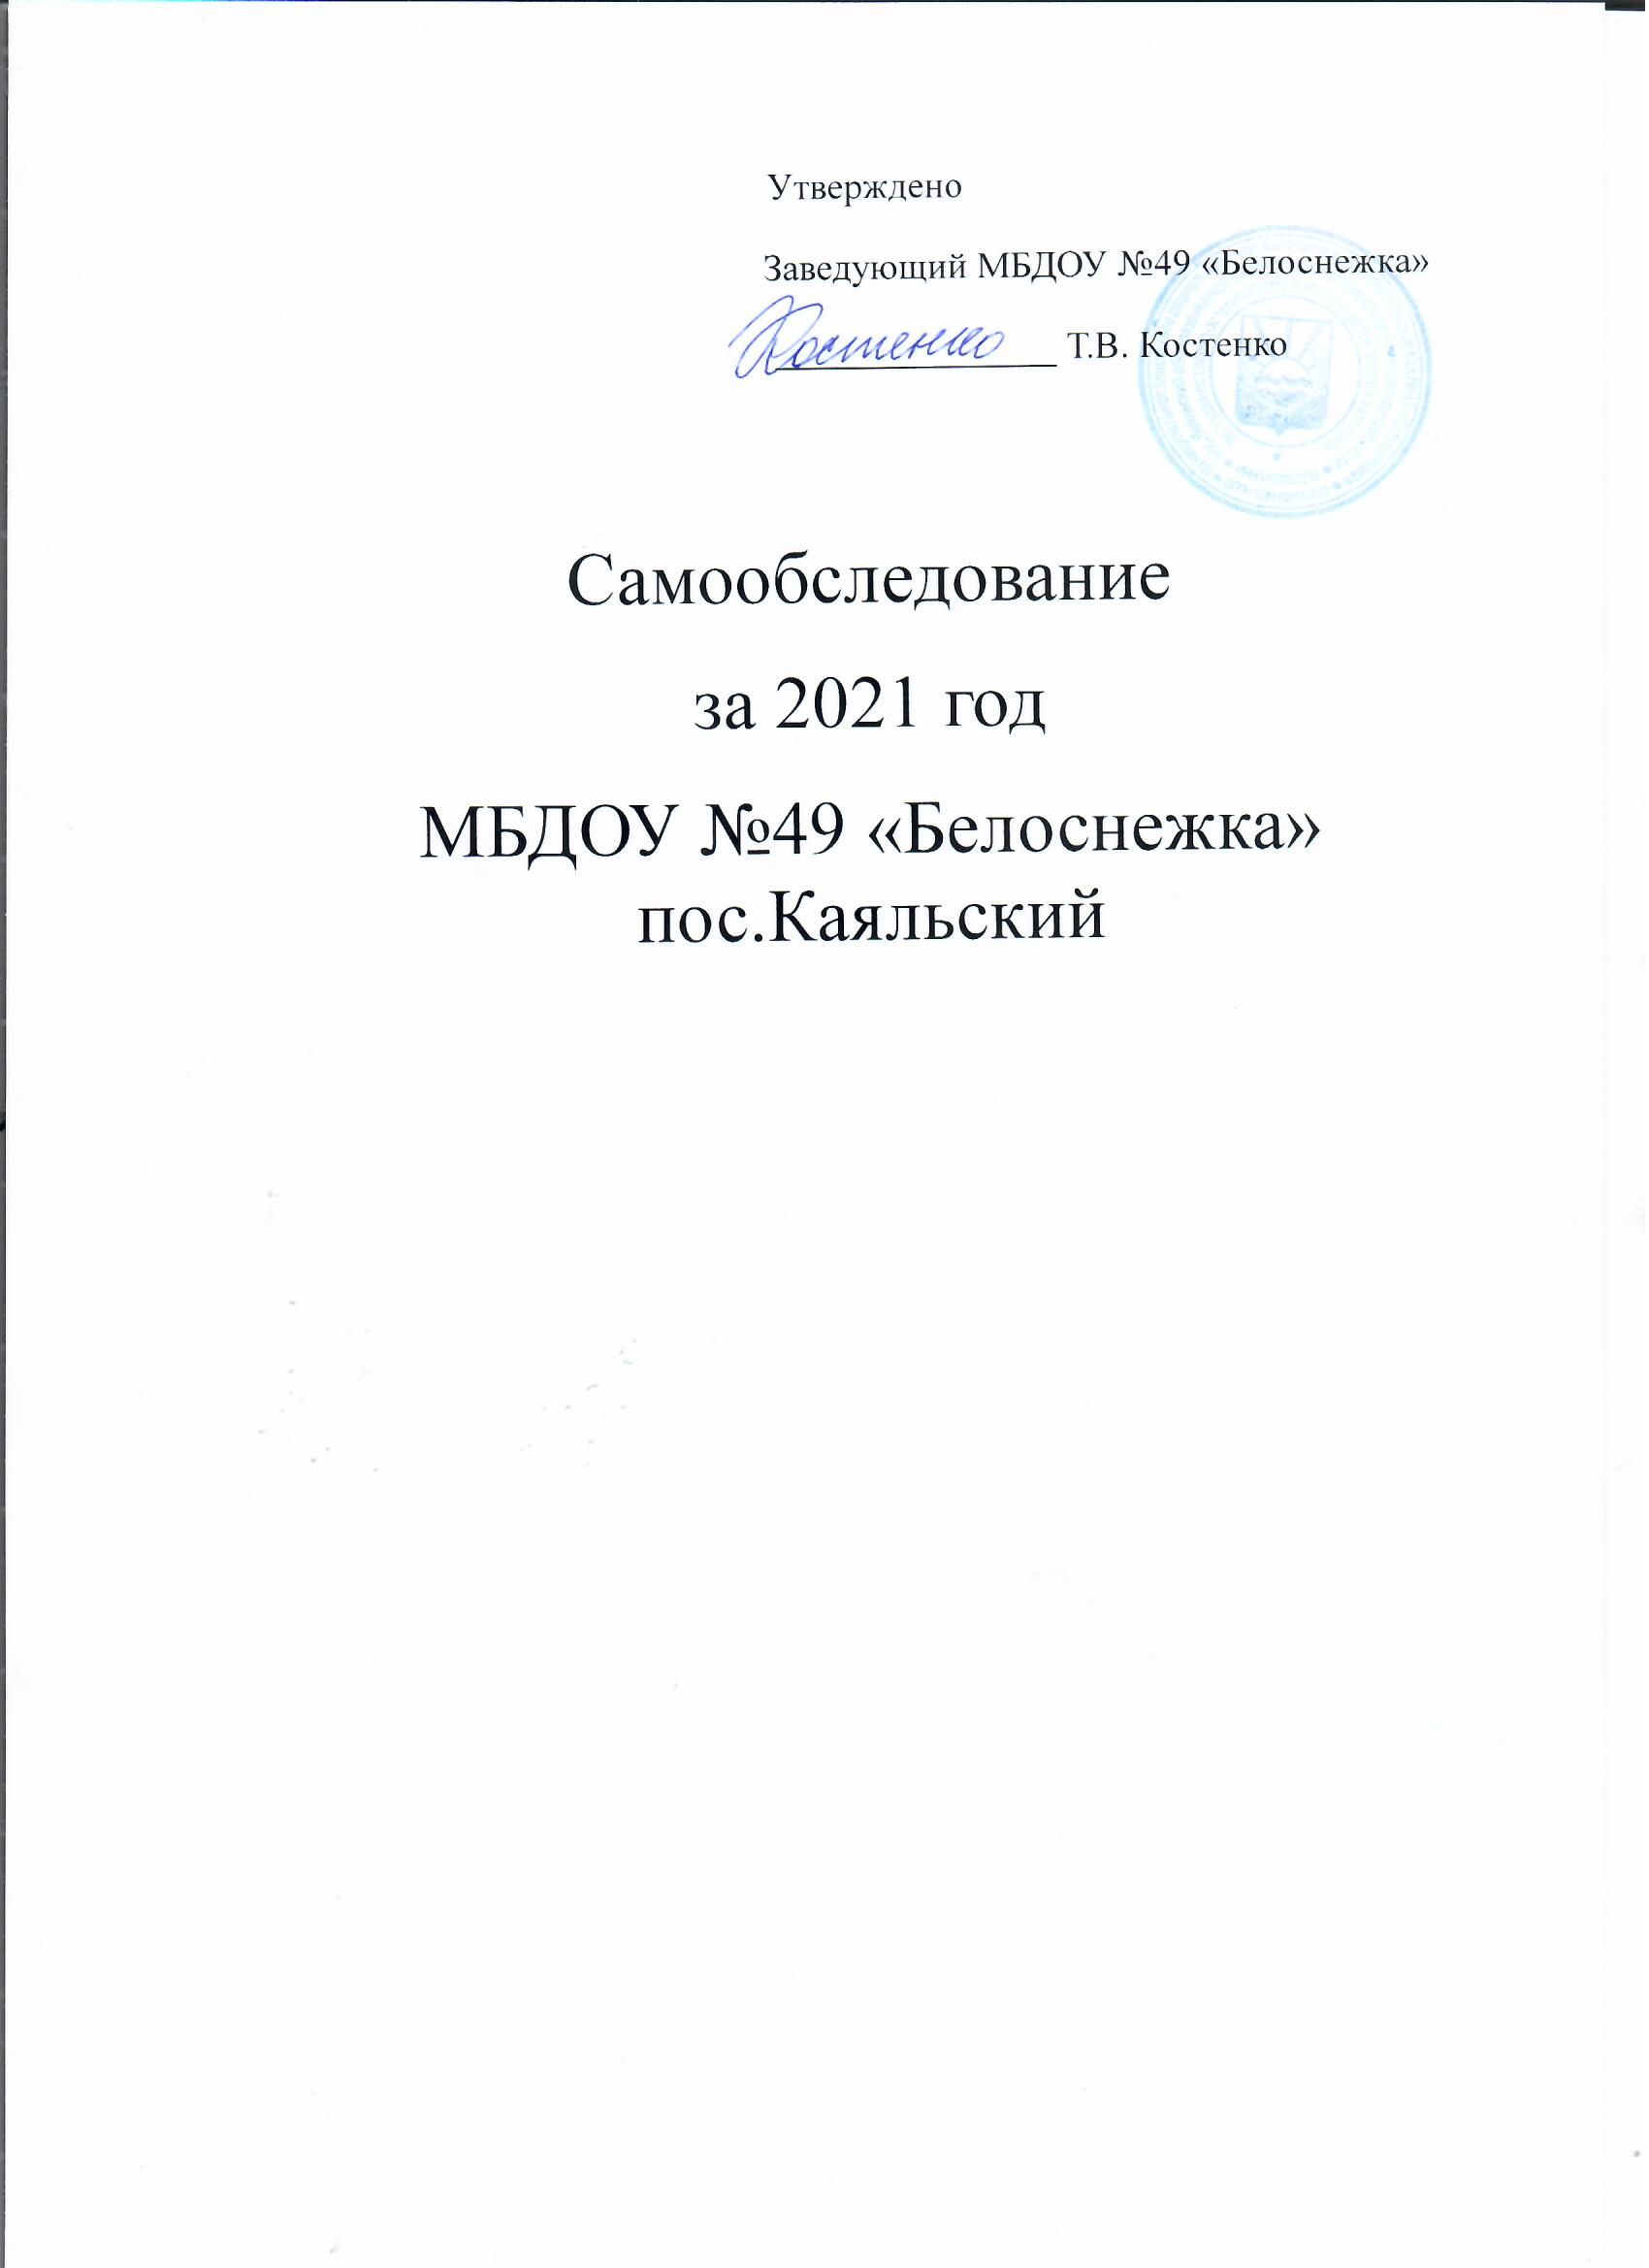 Утверждено
Заведующий МБДОУ №49 «Белоснежка»
Костенко Т.В. Костенко
Самообследование
за 2021 год
МБДОУ №49 «Белоснежка»
пос.Каяльский